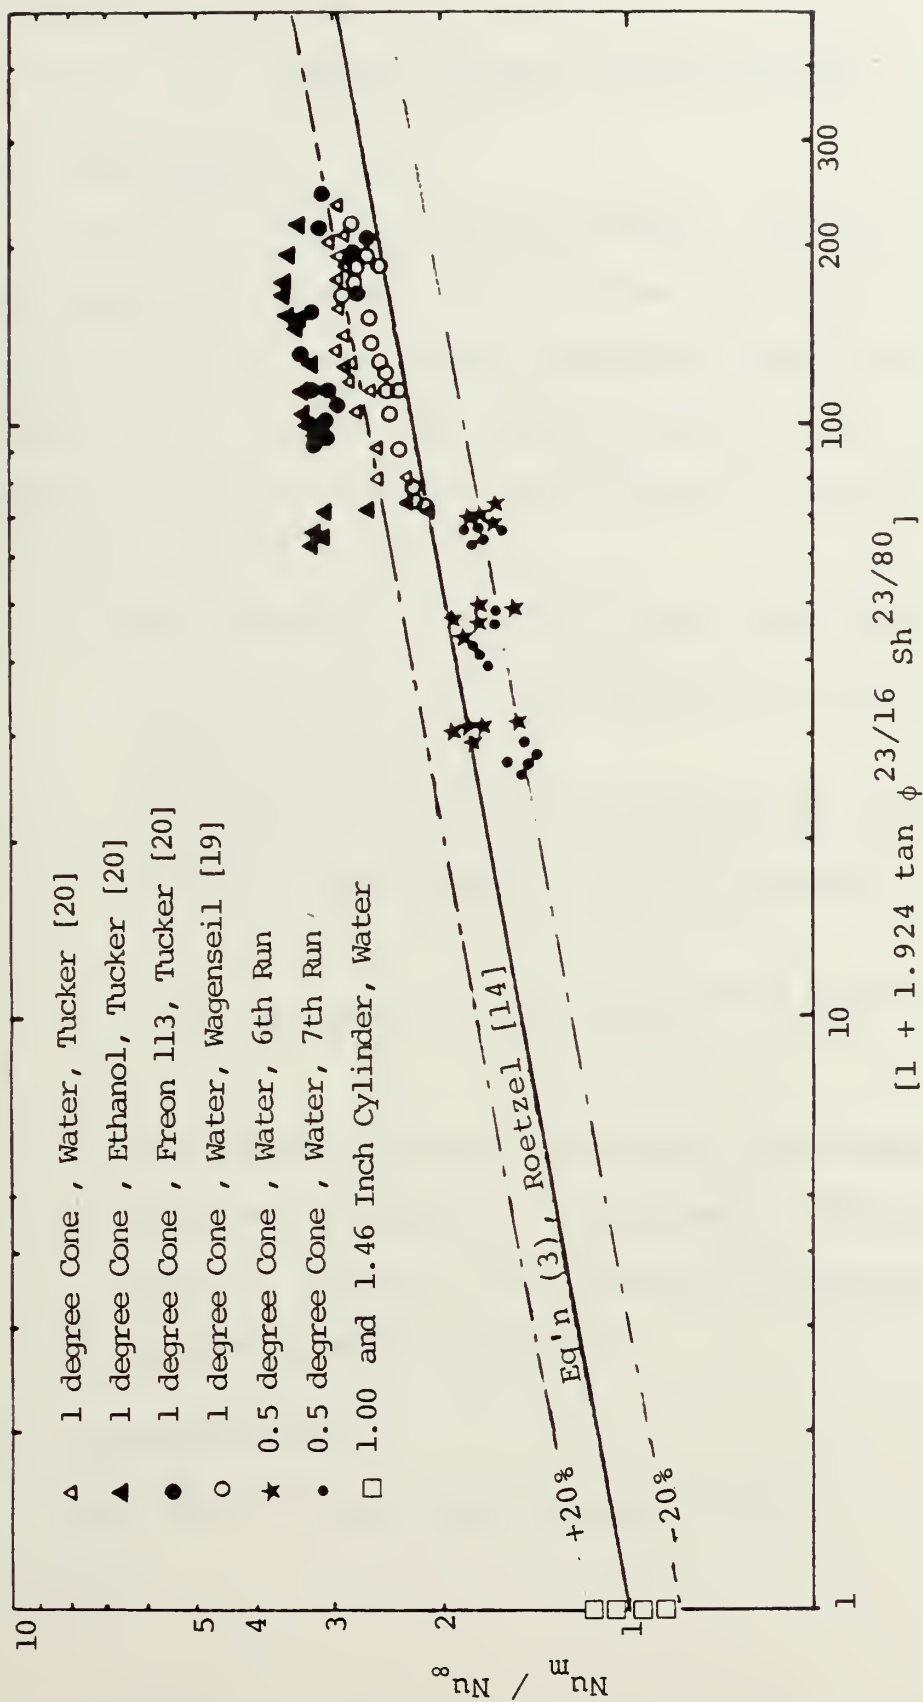 10
5
4
3
2
1
Nu_m / Nu_∞
△ 1 degree Cone, Water, Tucker [20]
▲ 1 degree Cone, Ethanol, Tucker [20]
● 1 degree Cone, Freon 113, Tucker [20]
○ 1 degree Cone, Water, Wagenseil [19]
★ 0.5 degree Cone, Water, 6th Run
• 0.5 degree Cone, Water, 7th Run
□ 1.00 and 1.46 Inch Cylinder, Water
+20%
Eq'n (3), Roetzel [14]
-20%
1
10
100
200
300
[1 + 1.924 tan φ^23/16 Sh^23/80]